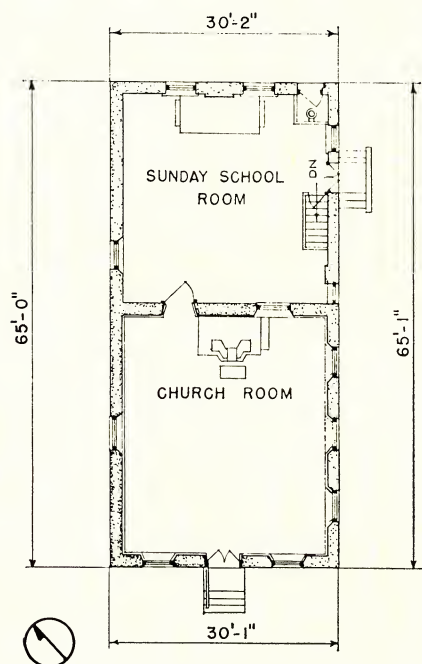 30'-2"
SUNDAY SCHOOL
ROOM
DN
65'-0"
65'-1"
CHURCH ROOM
30'-1"